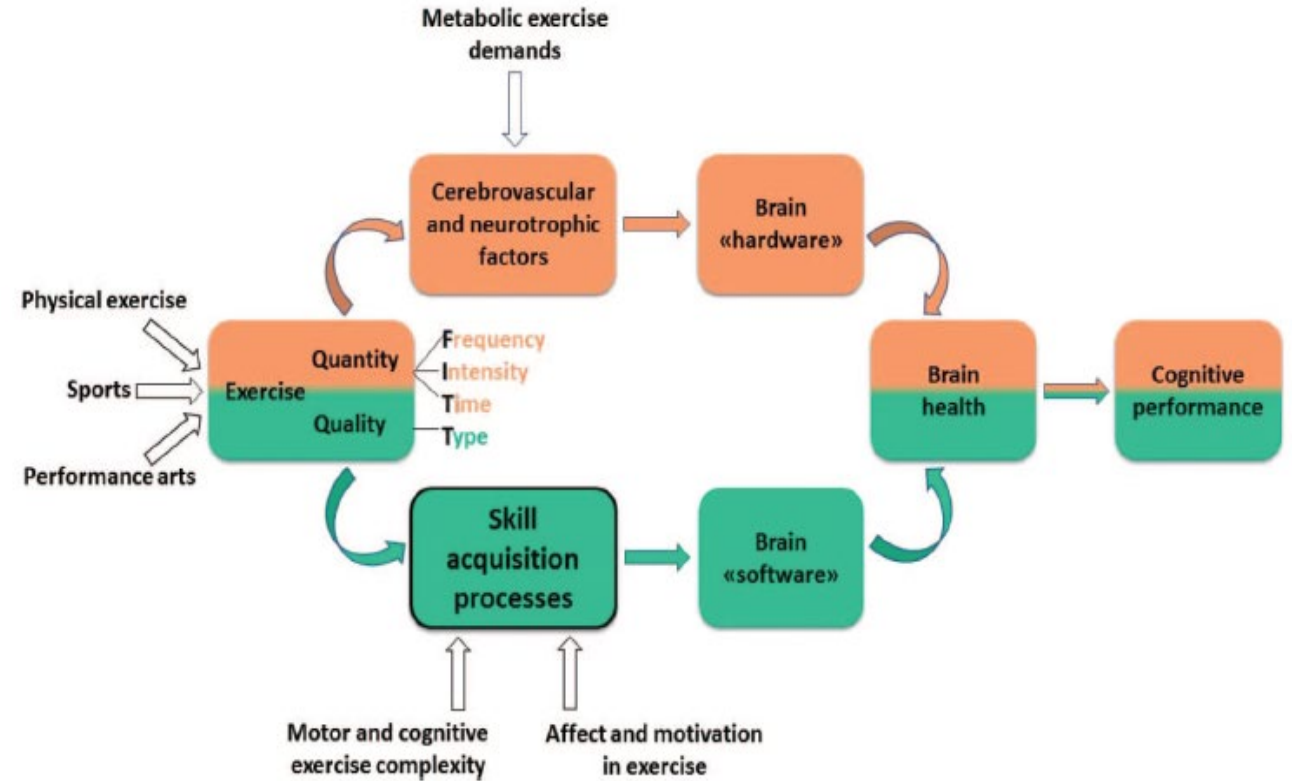 Metabolic exercise
demands
Cerebrovascular
and neurotrophic
factors
Brain
«hardware»
Physical exercise
Sports
Performance arts
Exercise
Quantity
Quality
Frequency
Intensity
Time
Type
Brain
health
Cognitive
performance
Skill
acquisition
processes
Brain
«software»
Motor and cognitive
exercise complexity
Affect and motivation
in exercise